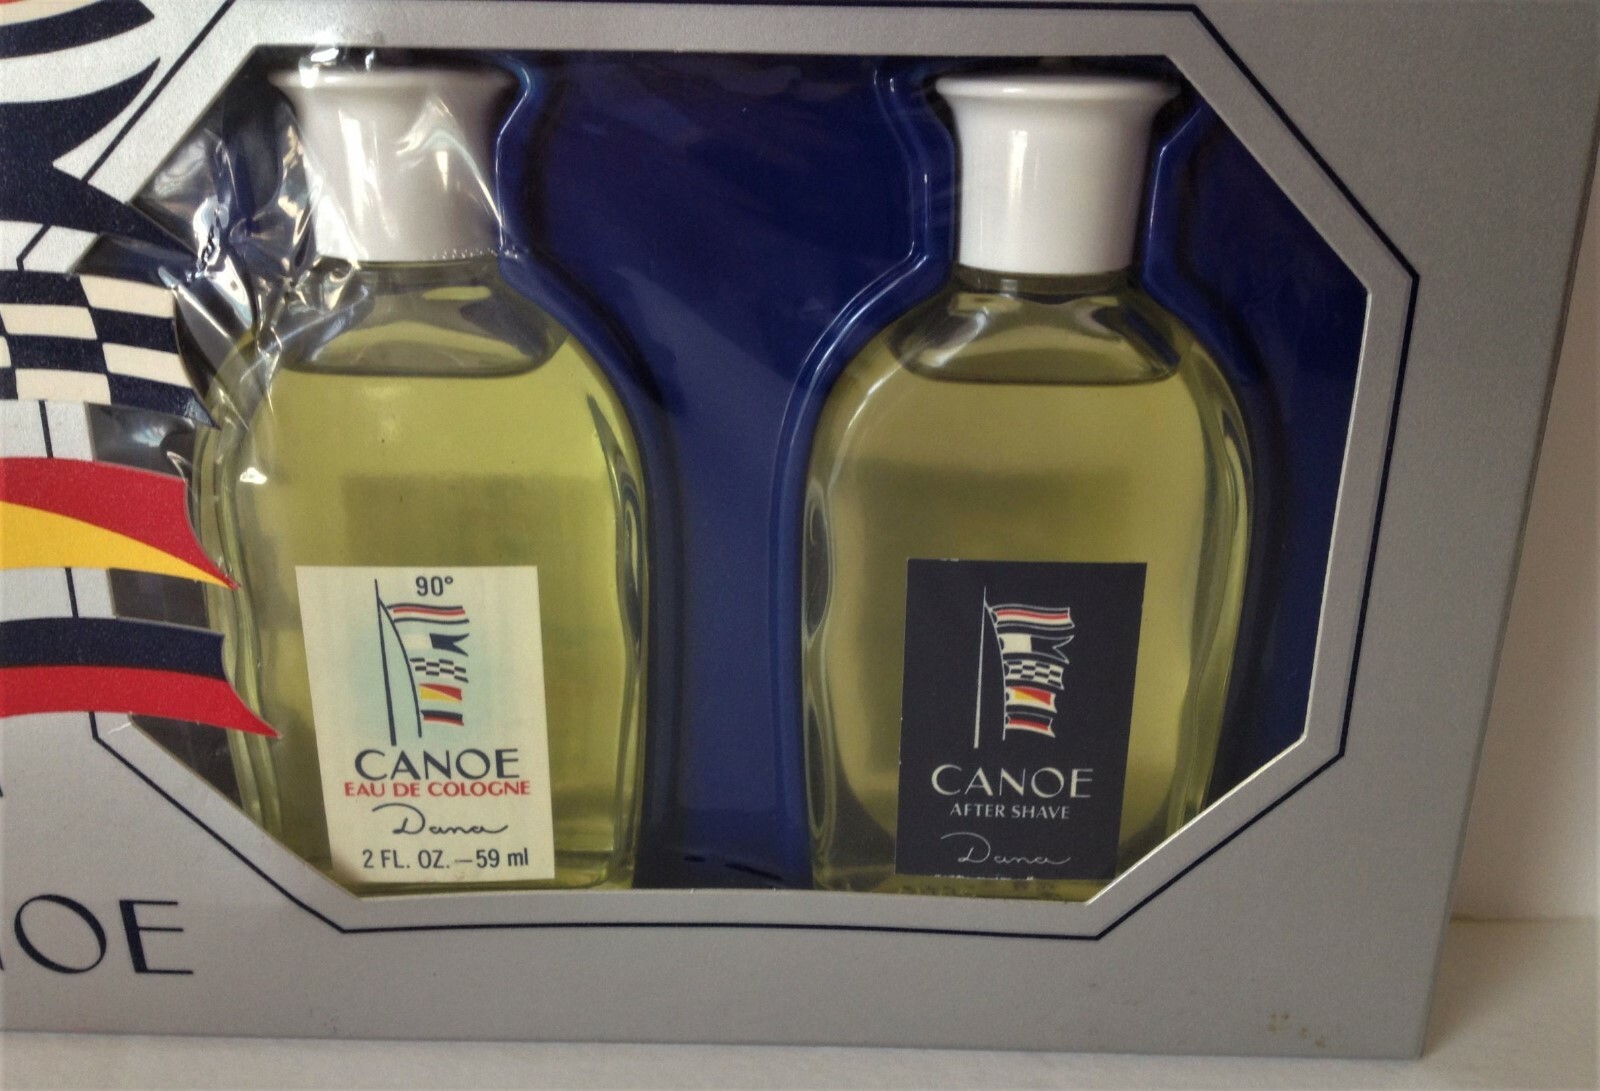 90°
CANOE
EAU DE COLOGNE
Dana
2 FL. OZ.—59 ml
CANOE
AFTER SHAVE
Dana
OE